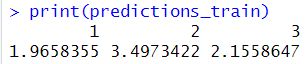 > print(predictions_train)
1 2 3
1.9658355 3.4973422 2.1558647